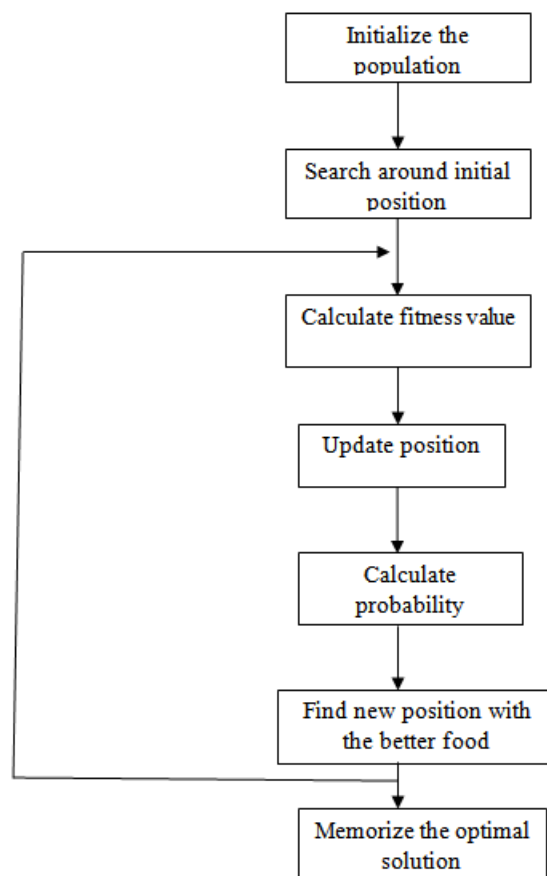 Initialize the
population
Search around initial
position
Calculate fitness value
Update position
Calculate
probability
Find new position with
the better food
Memorize the optimal
solution